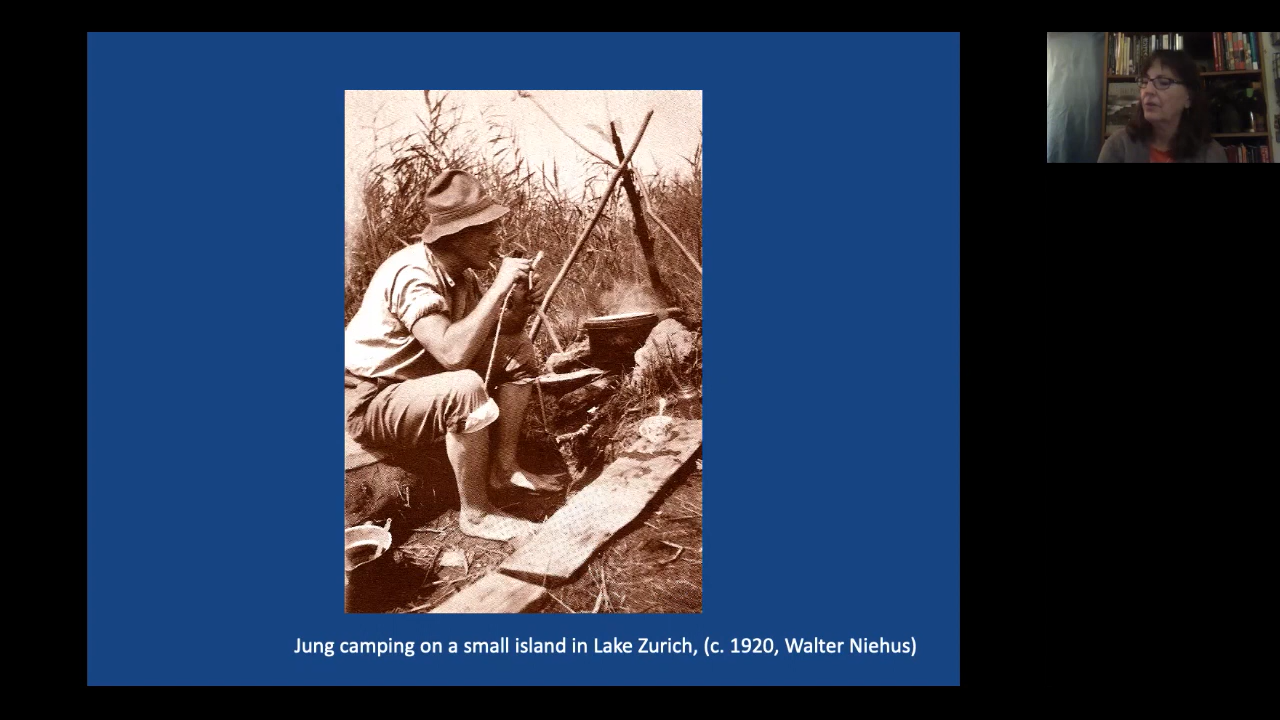 Jung camping on a small island in Lake Zurich, (c. 1920, Walter Niehus)